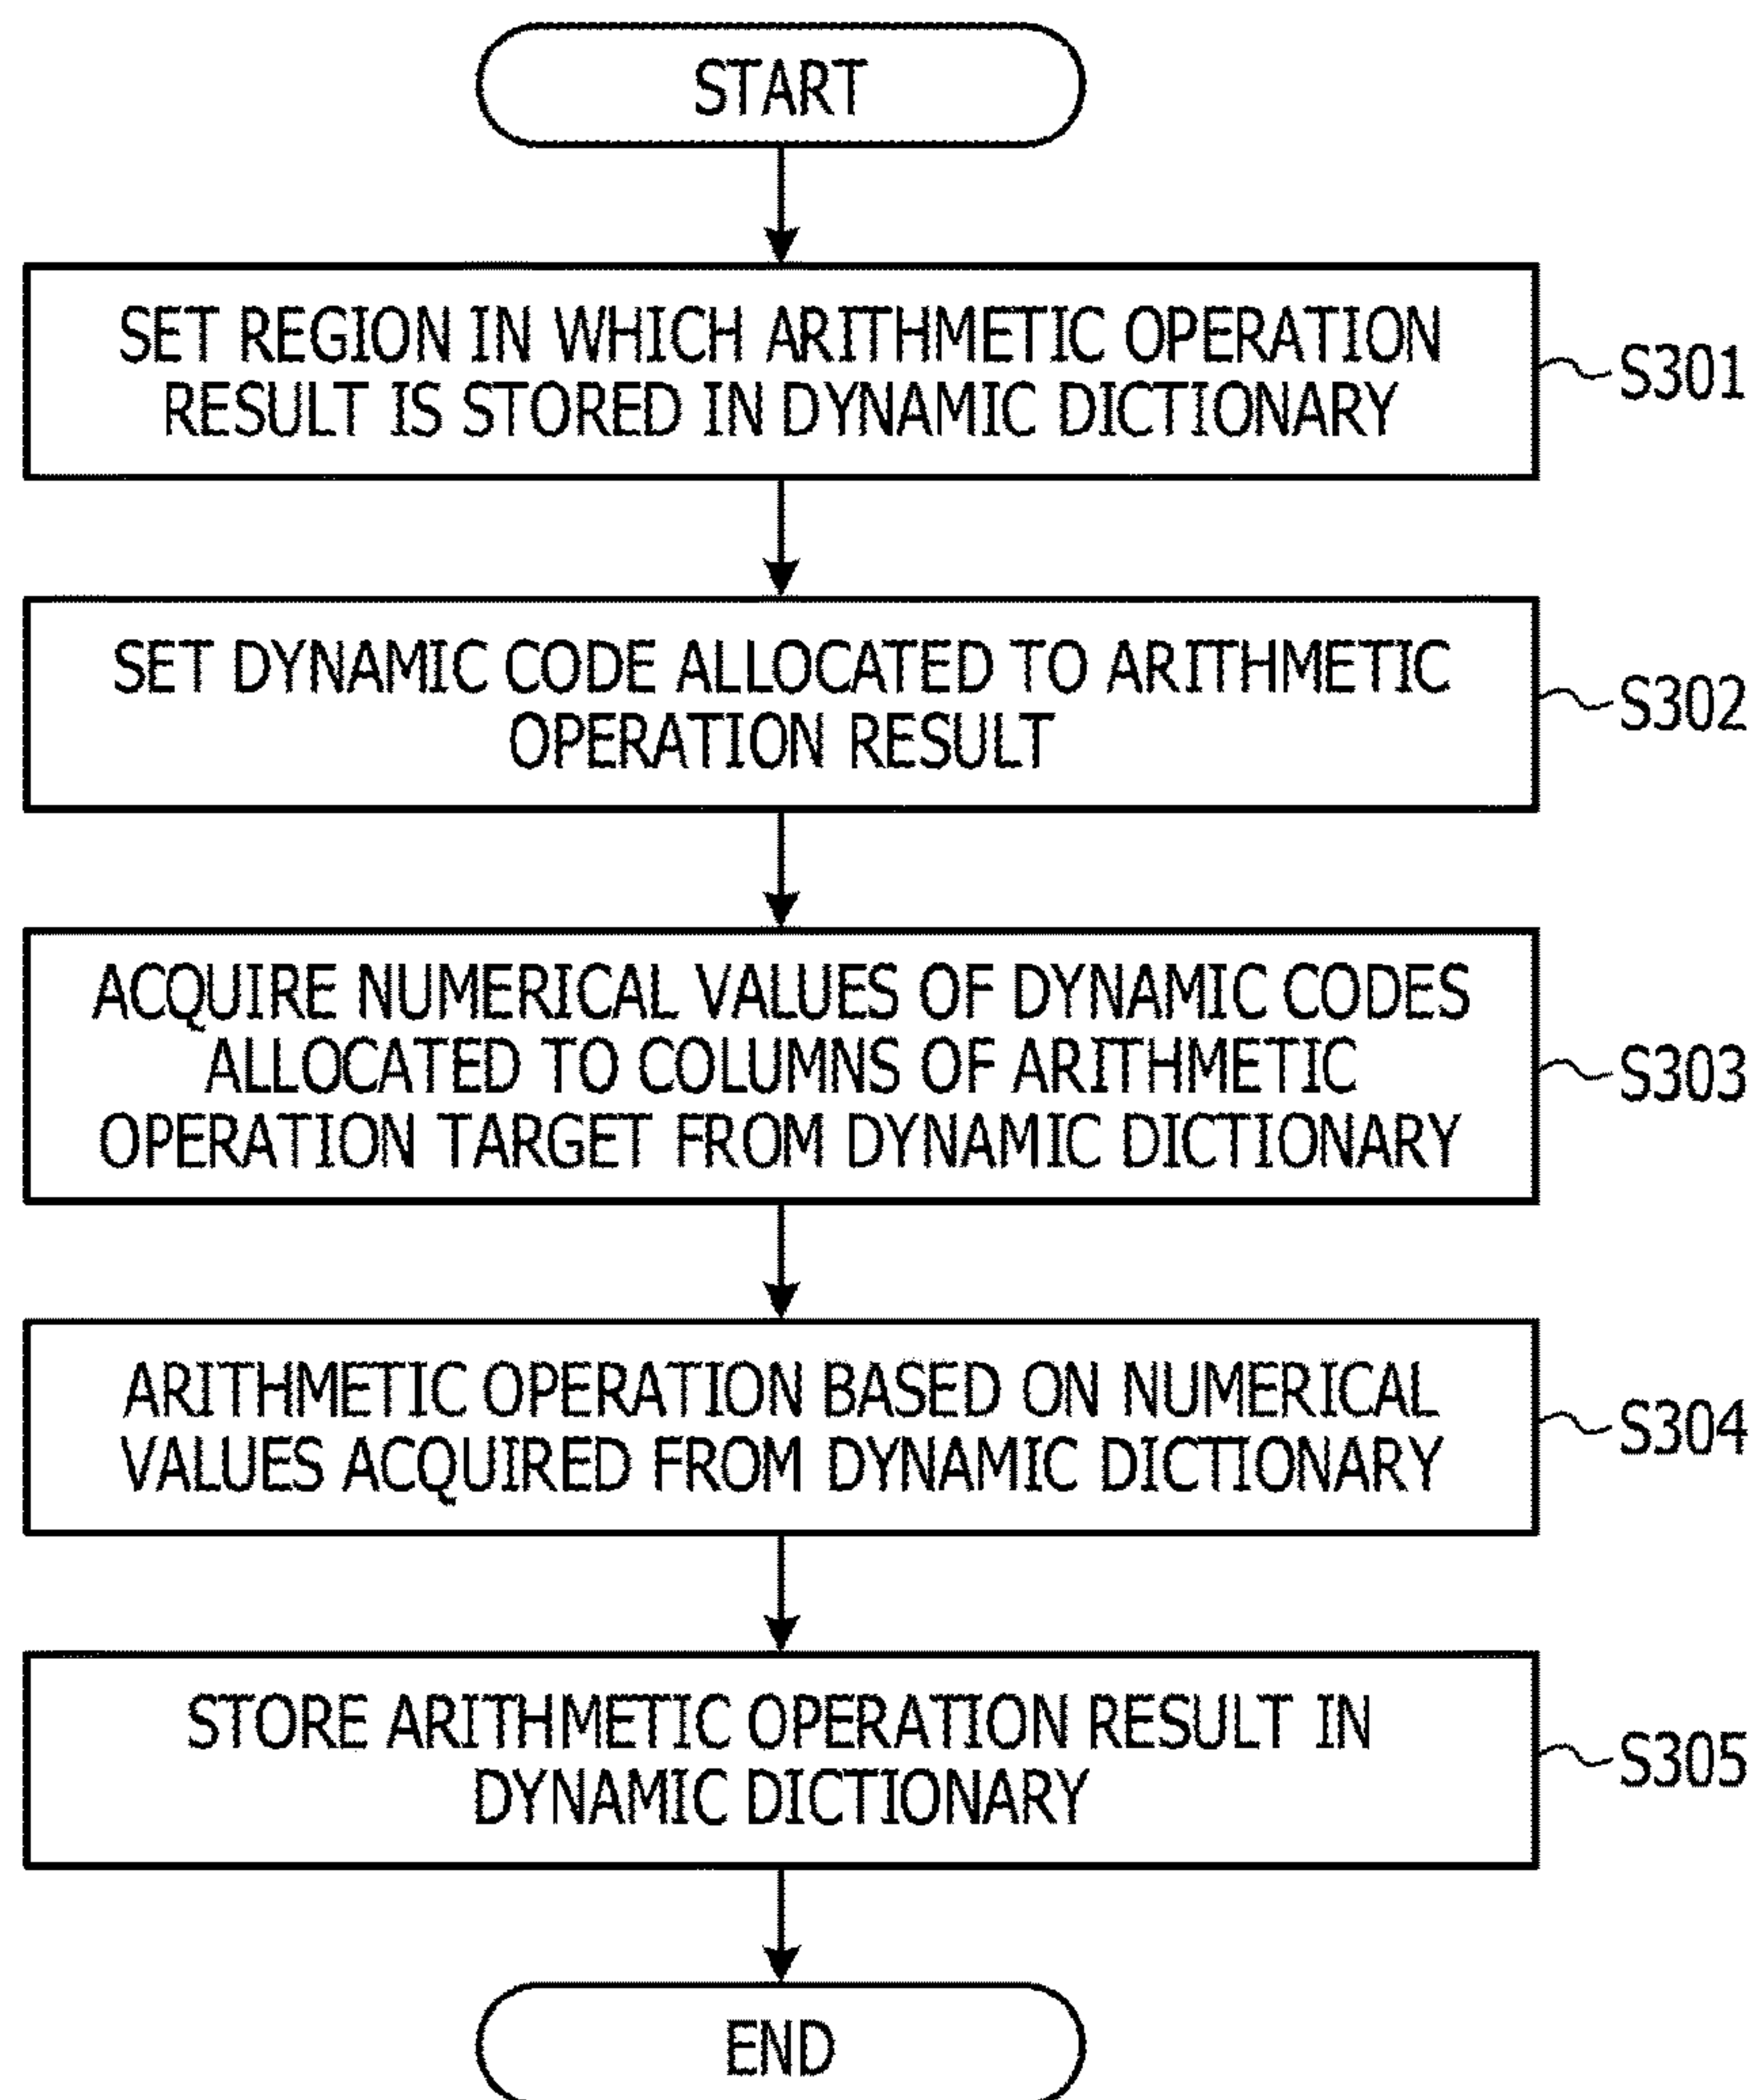 START
SET REGION IN WHICH ARITHMETIC OPERATION
RESULT IS STORED IN DYNAMIC DICTIONARY
S301
SET DYNAMIC CODE ALLOCATED TO ARITHMETIC
OPERATION RESULT
S302
ACQUIRE NUMERICAL VALUES OF DYNAMIC CODES
ALLOCATED TO COLUMNS OF ARITHMETIC
OPERATION TARGET FROM DYNAMIC DICTIONARY
S303
ARITHMETIC OPERATION BASED ON NUMERICAL
VALUES ACQUIRED FROM DYNAMIC DICTIONARY
S304
STORE ARITHMETIC OPERATION RESULT IN
DYNAMIC DICTIONARY
S305
END